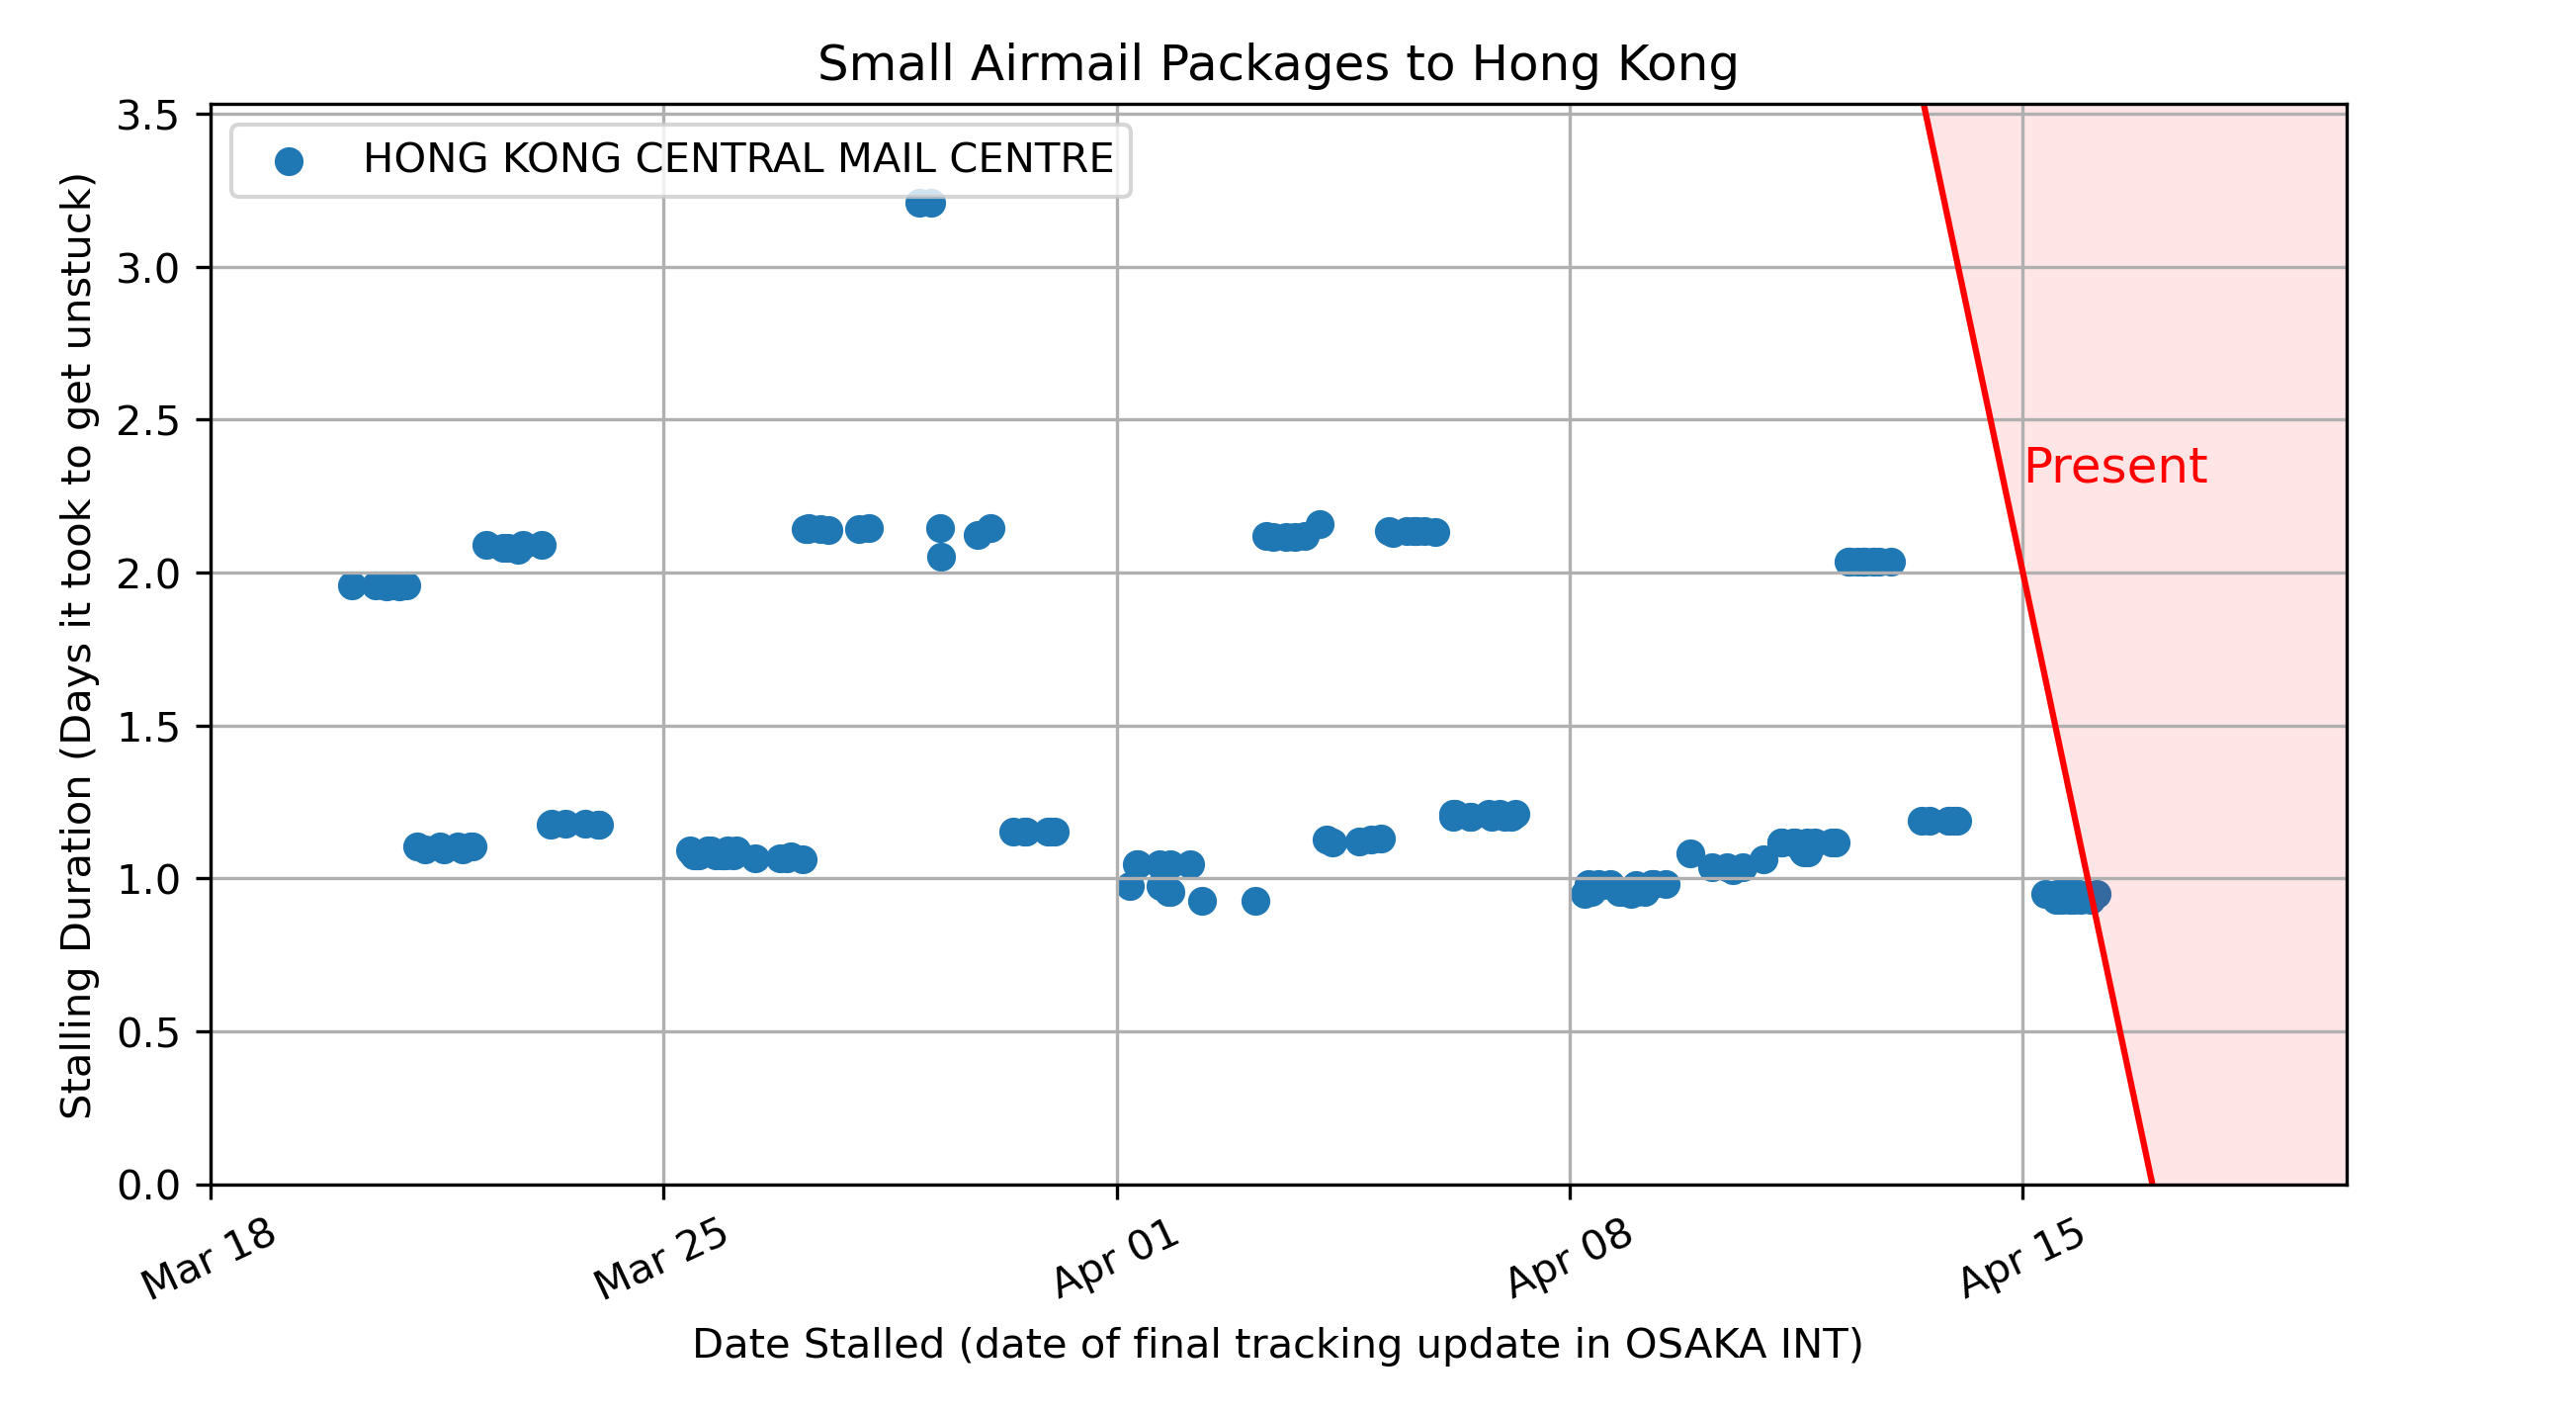 Small Airmail Packages to Hong Kong
HONG KONG CENTRAL MAIL CENTRE
Stalling Duration (Days it took to get unstuck)
3.5
3.0
2.5
2.0
1.5
1.0
0.5
0.0
Present
Mar 18
Mar 25
Apr 01
Apr 08
Apr 15
Date Stalled (date of final tracking update in OSAKA INT)